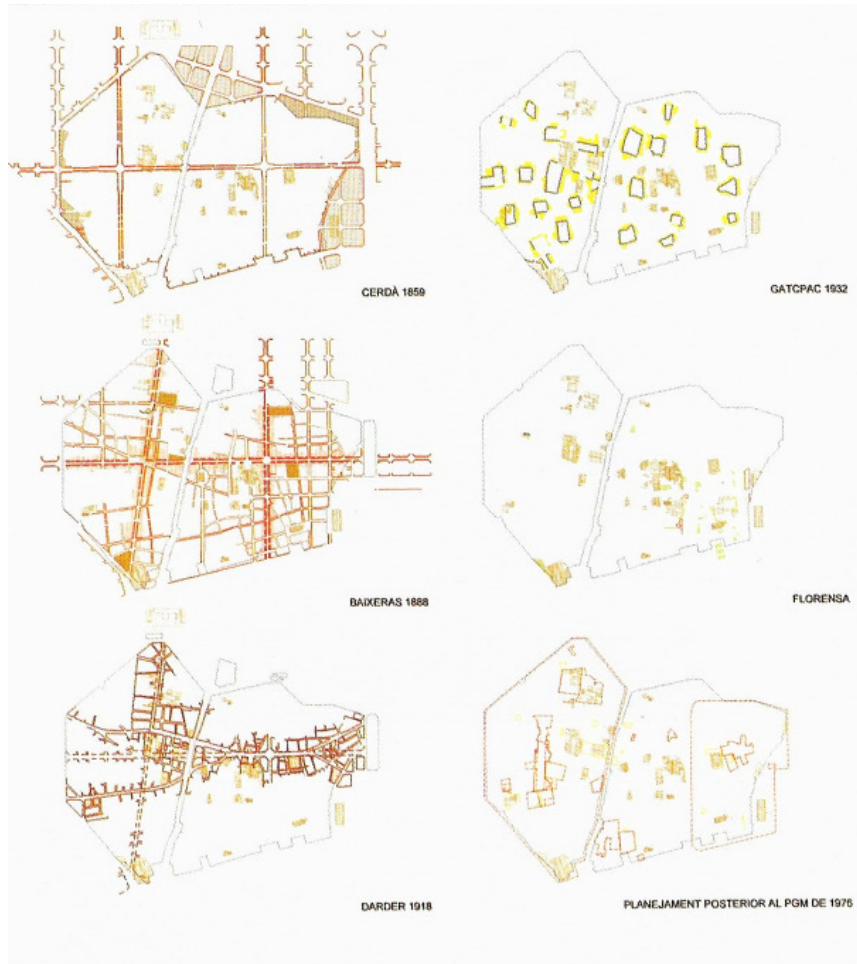 CERDÀ 1859
GATCPAC 1932
BAIXERAS 1888
FLORENSA
DARDER 1918
PLANEJAMENT POSTERIOR AL PGM DE 1976